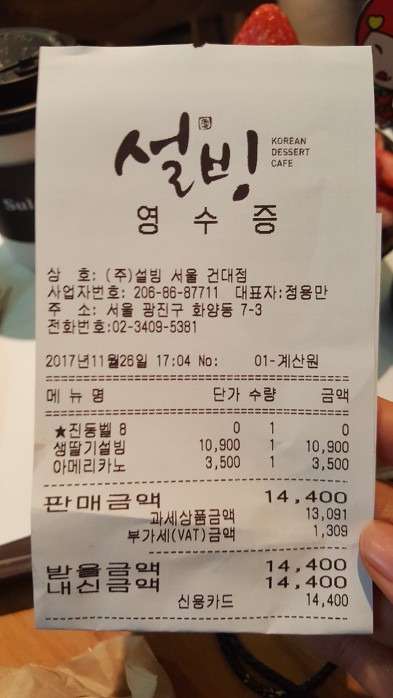 설빙
KOREAN
DESSERT
CAFE
영 수 증
상 호: (주)설빙 서울 건대점
사업자번호: 206-86-87711 대표자:정용만
주 소: 서울 광진구 화양동 7-3
전화번호:02-3409-5381
2017년11월26일 17:04 No: 01-계산원
메 뉴 명 단가 수량 금액
★진동벨 8 0 1 0
생딸기설빙 10,900 1 10,900
아메리카노 3,500 1 3,500
판매금액 14,400
과세상품금액 13,091
부가세(VAT)금액 1,309
받을금액 14,400
내신금액 14,400
신용카드 14,400
Sul